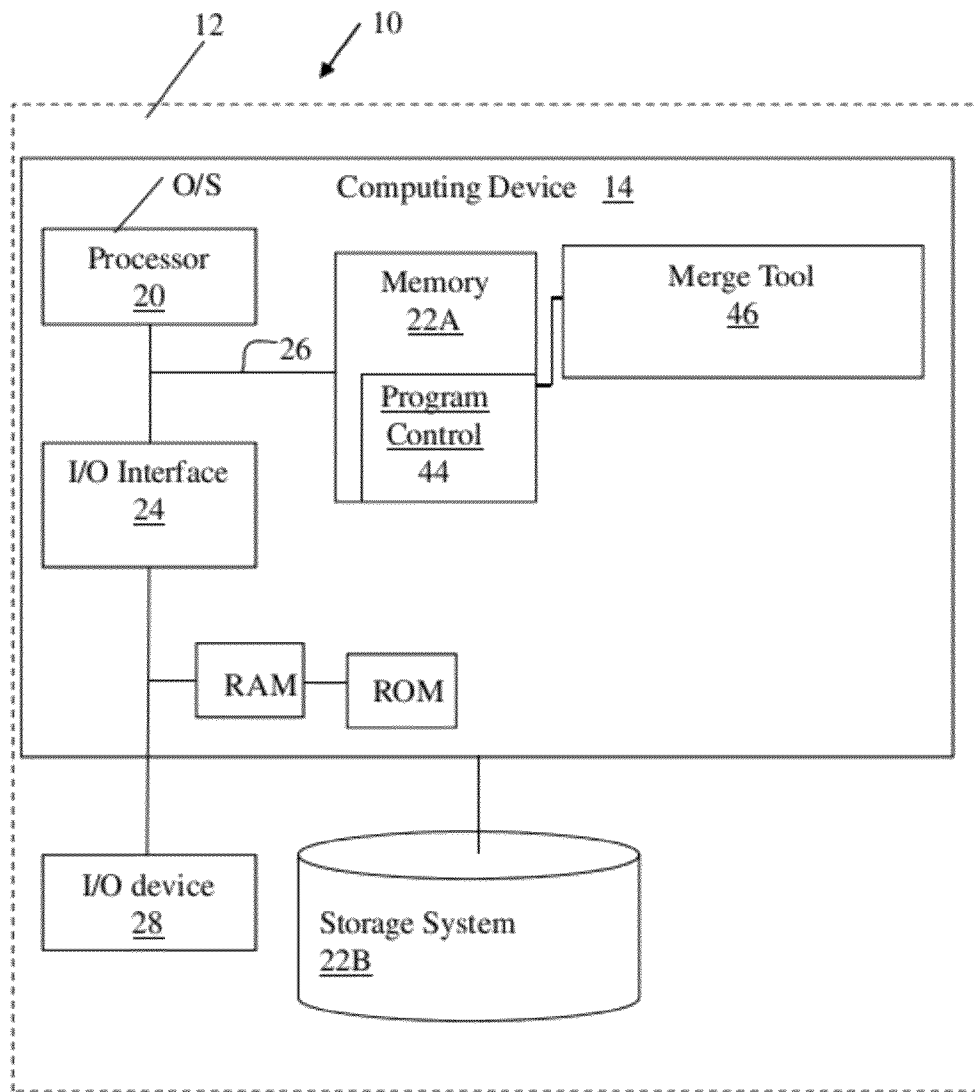 12
10
O/S
Computing Device 14
Processor
20
Memory
22A
Merge Tool
46
26
Program
Control
44
I/O Interface
24
RAM
ROM
I/O device
28
Storage System
22B